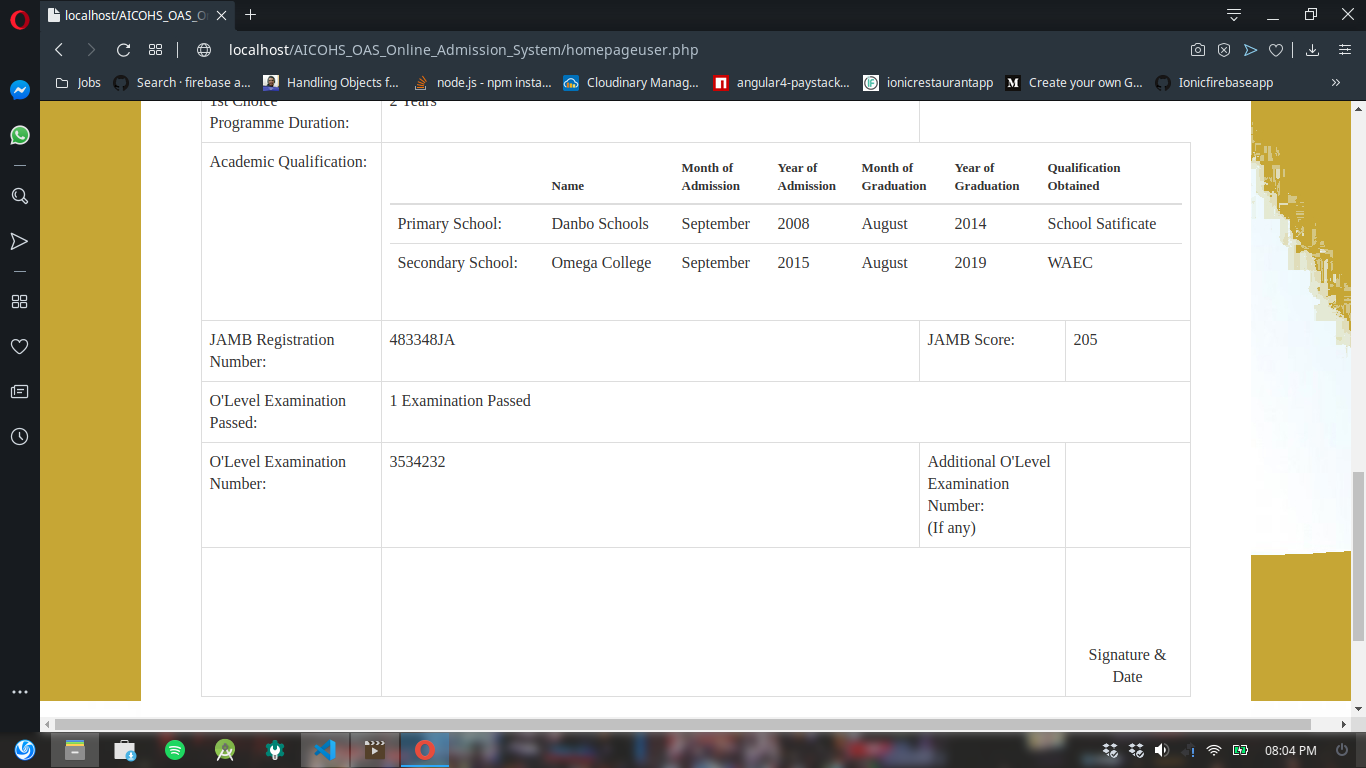 localhost/AICOHS_OAS_O
localhost/AICOHS_OAS_Online_Admission_System/homepageuser.php
Jobs Search · firebase a... Handling Objects f... node.js - npm insta... Cloudinary Manag... angular4-paystack... ionicrestaurantapp Create your own G... Ionicfirebaseapp »
1st Choice 2 Years
Programme Duration:
Academic Qualification:
Name Month of Admission Year of Admission Month of Graduation Year of Graduation Qualification Obtained
Primary School: Danbo Schools September 2008 August 2014 School Satificate
Secondary School: Omega College September 2015 August 2019 WAEC
JAMB Registration Number: 483348JA JAMB Score: 205
O'Level Examination Passed: 1 Examination Passed
O'Level Examination Number: 3534232 Additional O'Level Examination Number: (If any)
Signature & Date
08:04 PM